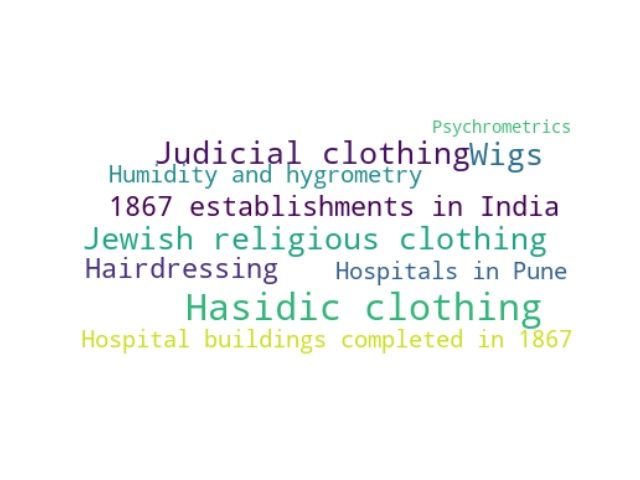 Psychrometrics
Judicial clothing Wigs
Humidity and hygrometry
1867 establishments in India
Jewish religious clothing
Hairdressing Hospitals in Pune
Hasidic clothing
Hospital buildings completed in 1867